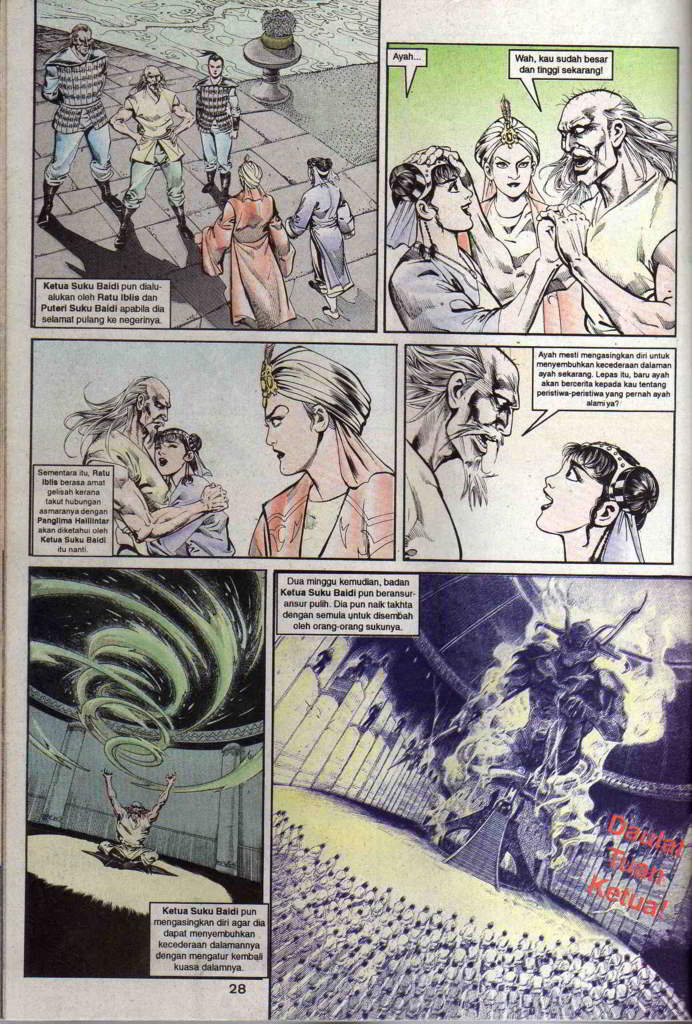 Ketua Suku Baidi pun dialu-
alukan oleh Ratu Iblis dan
Puteri Suku Baidi apabila dia
selamat pulang ke negerinya.
Ayah...
Wah, kau sudah besar
dan tinggi sekarang!
Sementara itu, Ratu
Iblis berasa amat
gelisah kerana
takut hubungan
asmaranya dengan
Panglima Halilintar
akan diketahui oleh
Ketua Suku Baidi
itu nanti.
Ayah mesti mengasingkan diri untuk
menyembuhkan kecederaan dalaman
ayah sekarang. Lepas itu, baru ayah
akan bercerita kepada kau tentang
peristiwa-peristiwa yang pernah ayah
alami ya?
Ketua Suku Baidi pun
mengasingkan diri agar dia
dapat menyembuhkan
kecederaan dalamannya
dengan mengatur kembali
kuasa dalamnya.
Dua minggu kemudian, badan
Ketua Suku Baidi pun beransur-
ansur pulih. Dia pun naik takhta
dengan semula untuk disembah
oleh orang-orang sukunya.
Daulat
Tuan
Ketua!
28